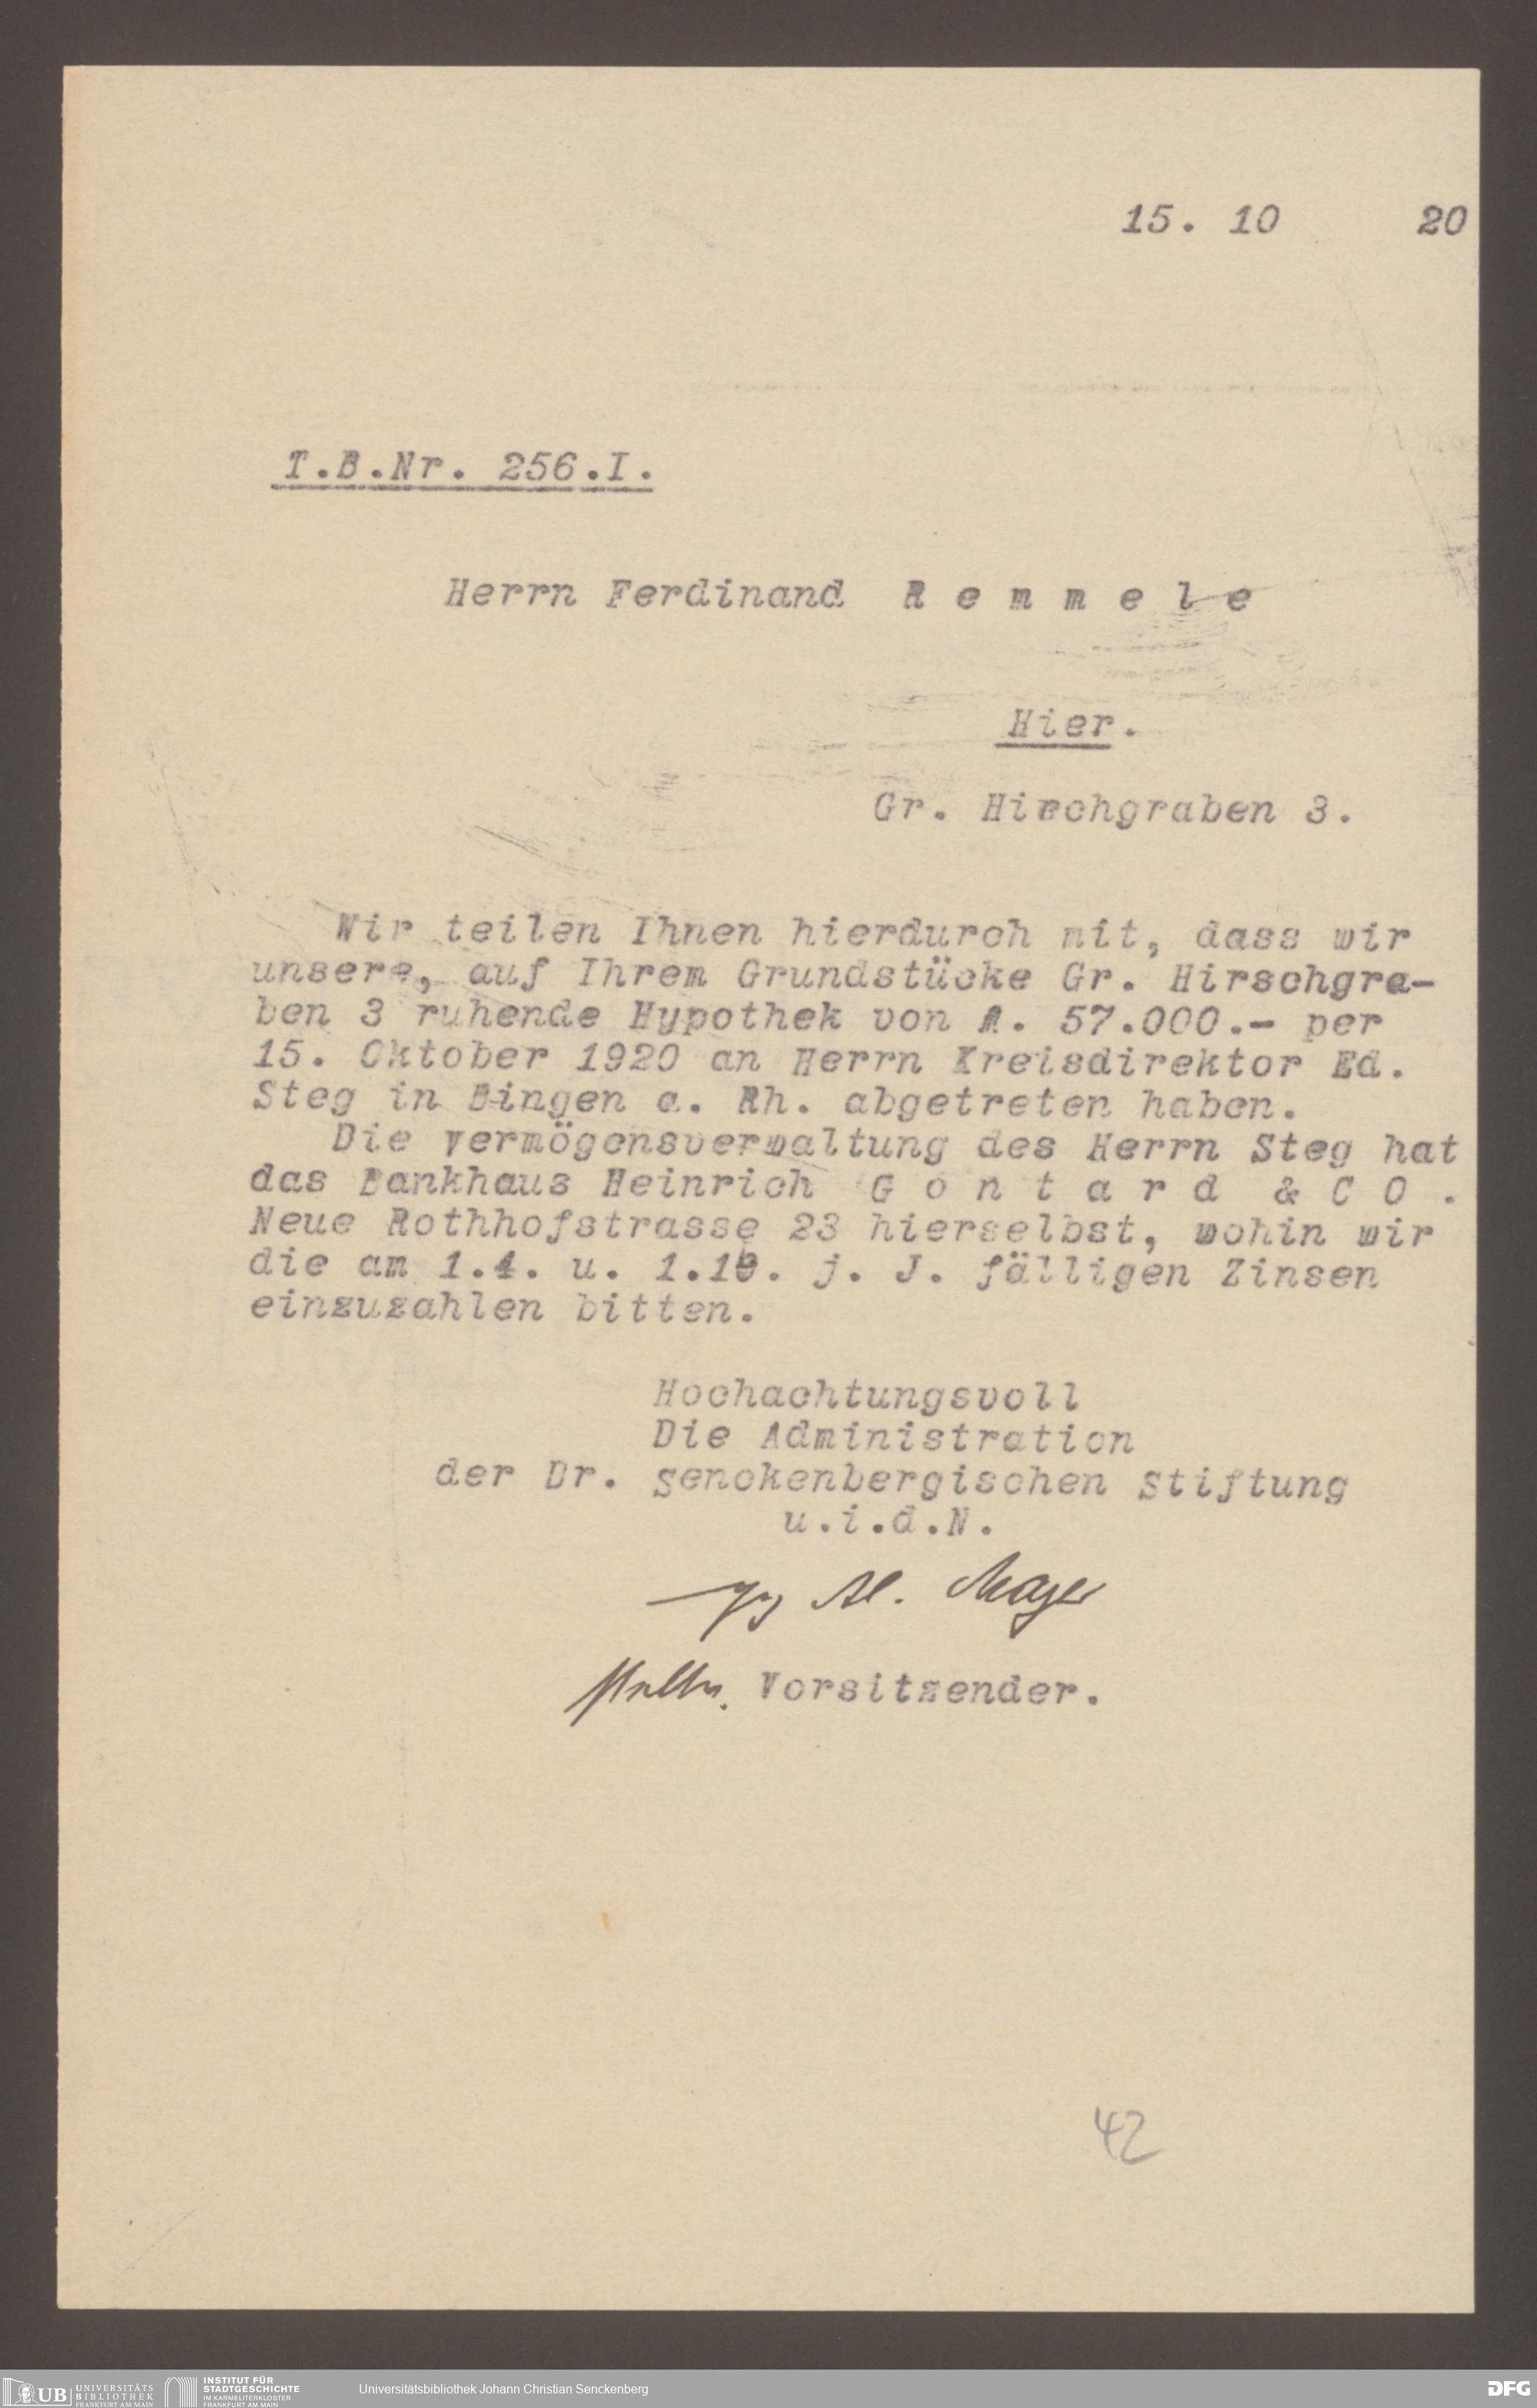 15. 10 20
T.B.Nr. 256.I.
Herrn Ferdinand R e m m e l e
Hier.
Gr. Hirchgraben 3.
Wir teilen Ihnen hierdurch mit, dass wir
unsere, auf Ihrem Grundstücke Gr. Hirschgra-
ben 3 ruhende Hypothek von M. 57.000.- per
15. Oktober 1920 an Herrn Kreisdirektor Ed.
Steg in Bingen a. Rh. abgetreten haben.
Die Vermögensverwaltung des Herrn Steg hat
das Bankhaus Heinrich G o n t a r d & C O .
Neue Rothhofstrasse 23 hierselbst, wohin wir
die am 1.4. u. 1.10. j. J. fälligen Zinsen
einzuzahlen bitten.
Hochachtungsvoll
Die Administration
der Dr. Senckenbergischen Stiftung
u.i.d.N.
Vorsitzender.
42
UB UNIVERSITÄTS
BIBLIOTHEK
FRANKFURT AM MAIN
INSTITUT FÜR
STADTGESCHICHTE
IM KARMELITERKLOSTER
FRANKFURT AM MAIN
Universitätsbibliothek Johann Christian Senckenberg
DFG